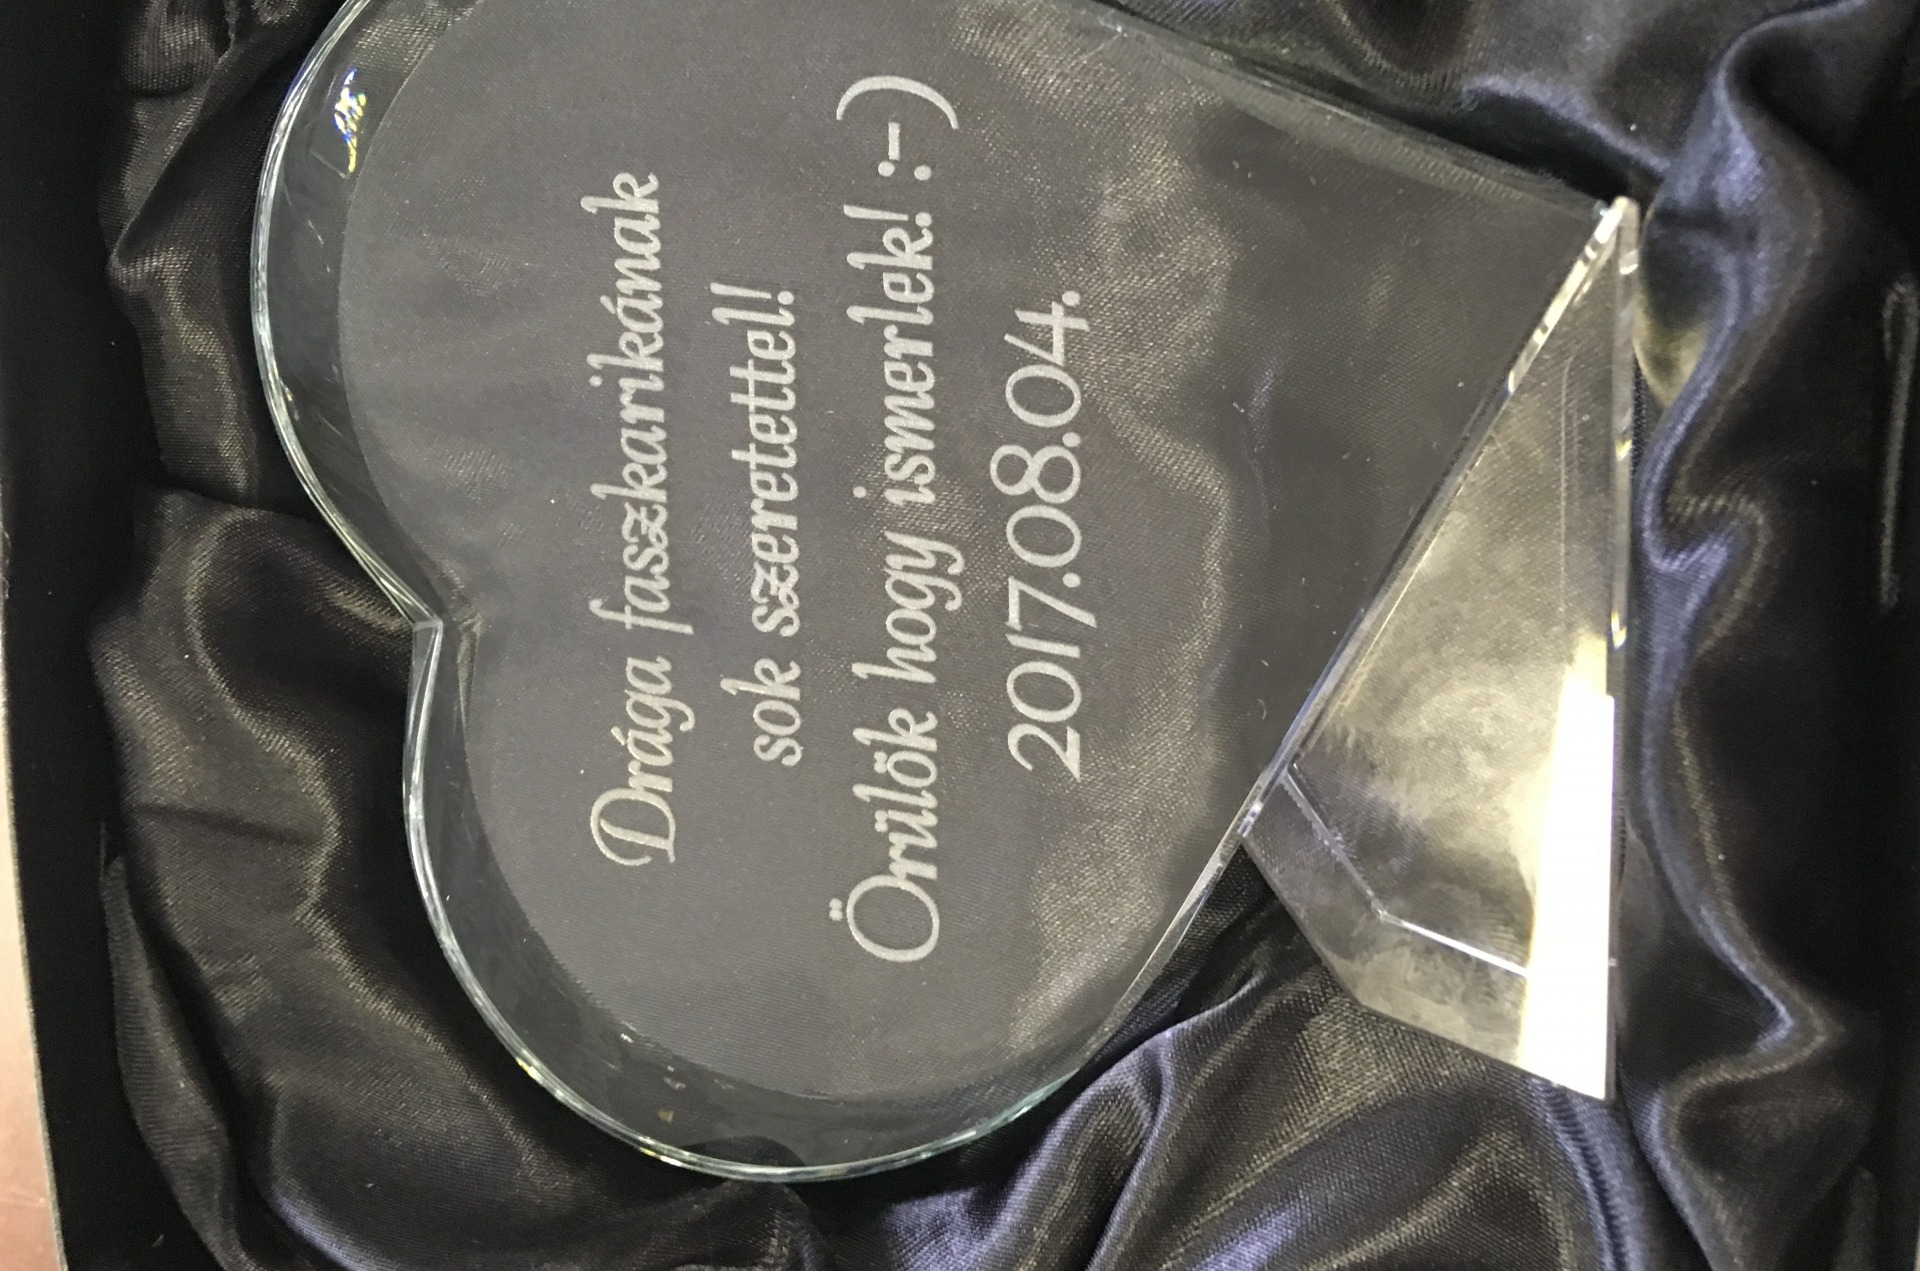 Drága faszkarikának
sok szeretettel!
Örülök hogy ismerlek! :-)
2017.08.04.